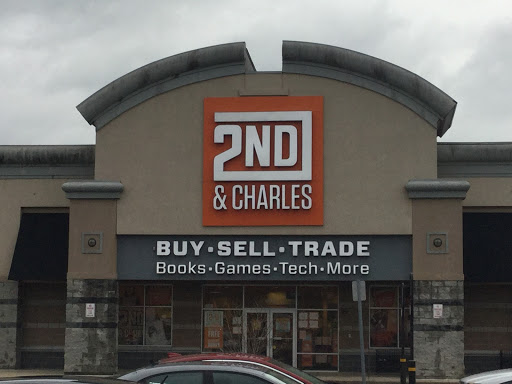 2ND
& CHARLES
BUY·SELL·TRADE
Books·Games·Tech·More